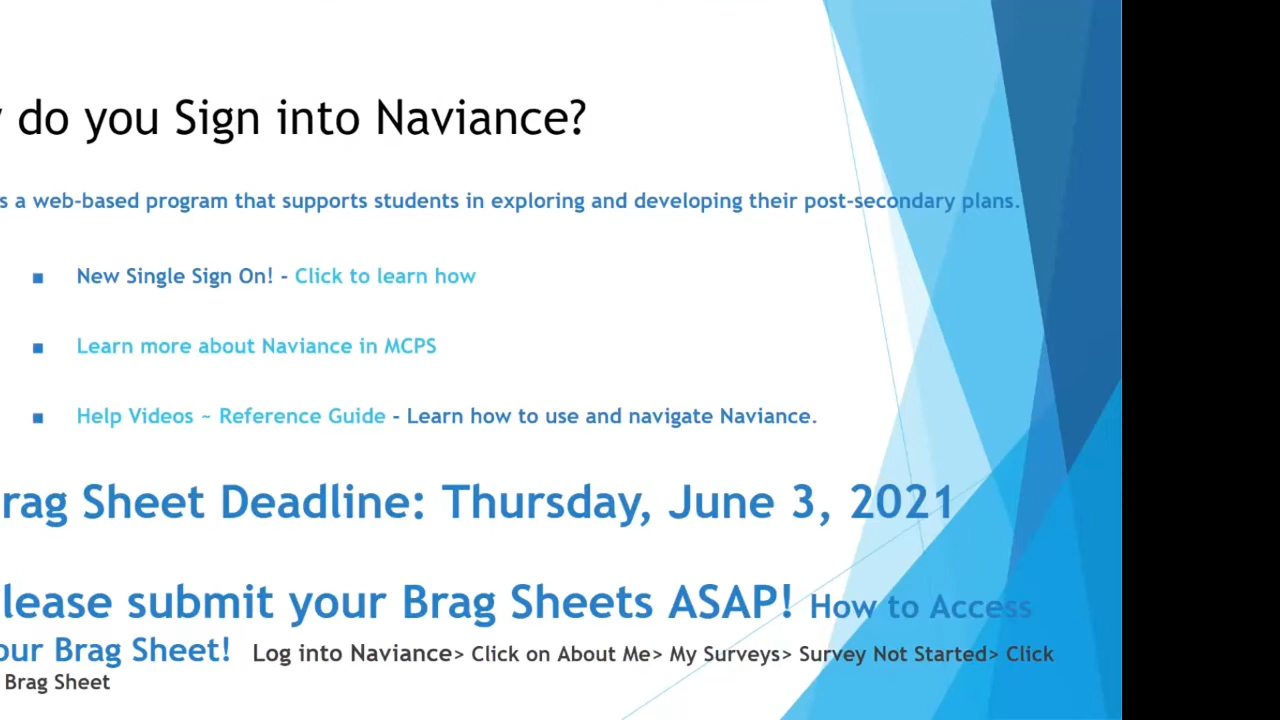 do you Sign into Naviance?
s a web-based program that supports students in exploring and developing their post-secondary plans.
■ New Single Sign On! - Click to learn how
■ Learn more about Naviance in MCPS
■ Help Videos ~ Reference Guide - Learn how to use and navigate Naviance.
rag Sheet Deadline: Thursday, June 3, 2021
lease submit your Brag Sheets ASAP! How to Access
our Brag Sheet! Log into Naviance> Click on About Me> My Surveys> Survey Not Started> Click
Brag Sheet